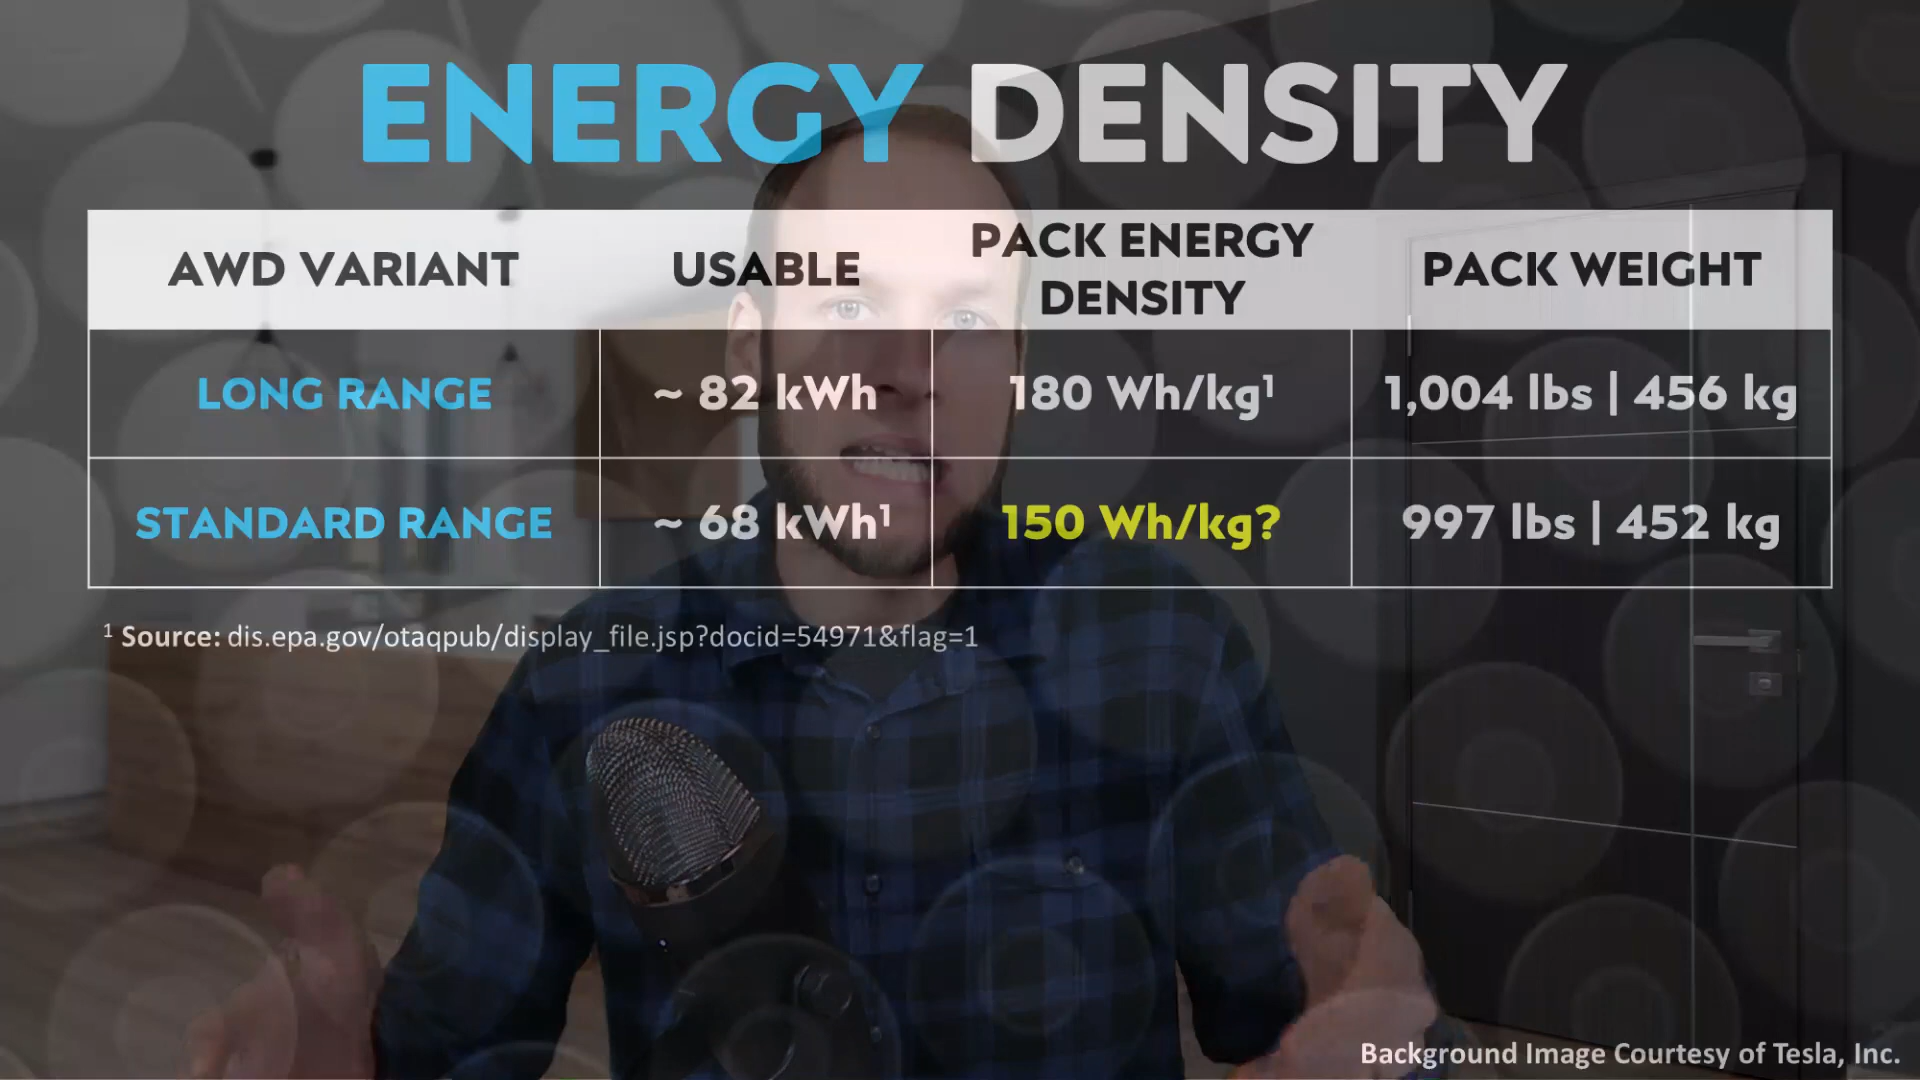 ENERGY DENSITY
AWD VARIANT
USABLE
PACK ENERGY
DENSITY
PACK WEIGHT
LONG RANGE
~ 82 kWh
180 Wh/kg¹
1,004 lbs | 456 kg
STANDARD RANGE
~ 68 kWh¹
150 Wh/kg?
997 lbs | 452 kg
¹ Source: dis.epa.gov/otaqpub/display_file.jsp?docid=54971&flag=1
Background Image Courtesy of Tesla, Inc.